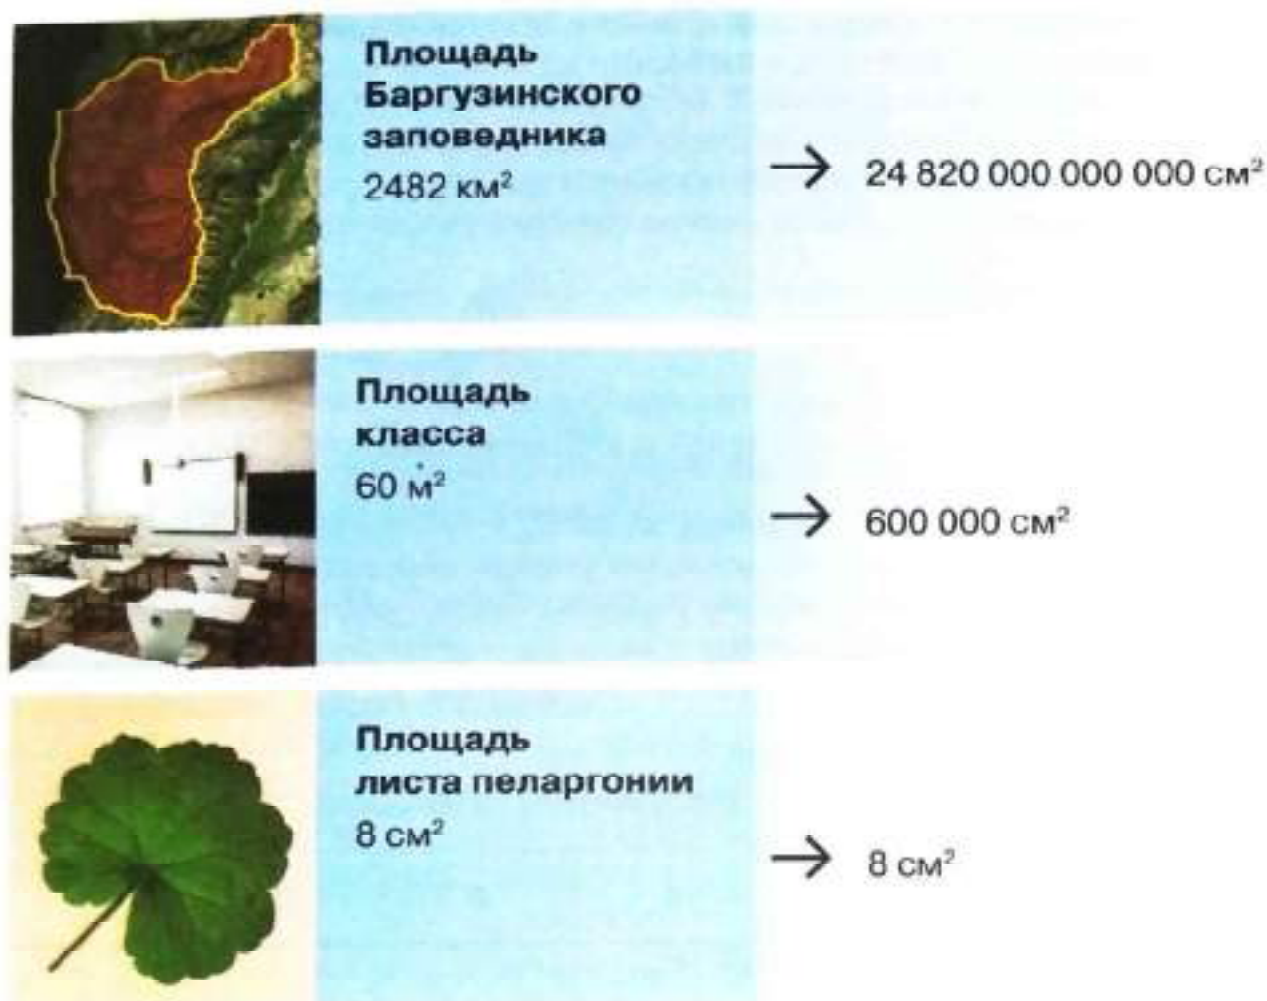 Площадь
Баргузинского
заповедника
2482 км²
→ 24 820 000 000 000 см²
Площадь
класса
60 м²
→ 600 000 см²
Площадь
листа пеларгонии
8 см²
→ 8 см²